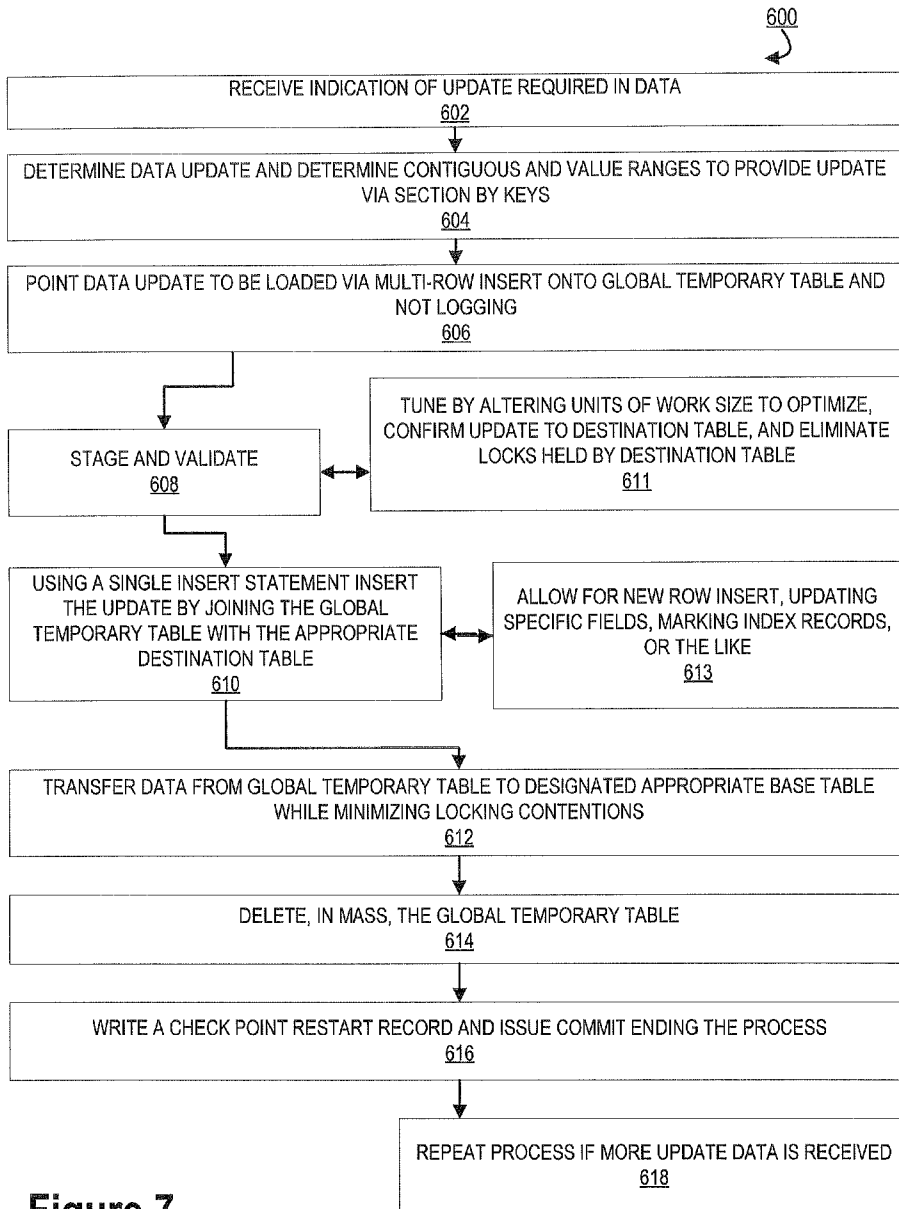 600
RECEIVE INDICATION OF UPDATE REQUIRED IN DATA
602
DETERMINE DATA UPDATE AND DETERMINE CONTIGUOUS AND VALUE RANGES TO PROVIDE UPDATE
VIA SECTION BY KEYS
604
POINT DATA UPDATE TO BE LOADED VIA MULTI-ROW INSERT ONTO GLOBAL TEMPORARY TABLE AND
NOT LOGGING
606
STAGE AND VALIDATE
608
TUNE BY ALTERING UNITS OF WORK SIZE TO OPTIMIZE,
CONFIRM UPDATE TO DESTINATION TABLE, AND ELIMINATE
LOCKS HELD BY DESTINATION TABLE
611
USING A SINGLE INSERT STATEMENT INSERT
THE UPDATE BY JOINING THE GLOBAL
TEMPORARY TABLE WITH THE APPROPRIATE
DESTINATION TABLE
610
ALLOW FOR NEW ROW INSERT, UPDATING
SPECIFIC FIELDS, MARKING INDEX RECORDS,
OR THE LIKE
613
TRANSFER DATA FROM GLOBAL TEMPORARY TABLE TO DESIGNATED APPROPRIATE BASE TABLE
WHILE MINIMIZING LOCKING CONTENTIONS
612
DELETE, IN MASS, THE GLOBAL TEMPORARY TABLE
614
WRITE A CHECK POINT RESTART RECORD AND ISSUE COMMIT ENDING THE PROCESS
616
REPEAT PROCESS IF MORE UPDATE DATA IS RECEIVED
618
Figure 7